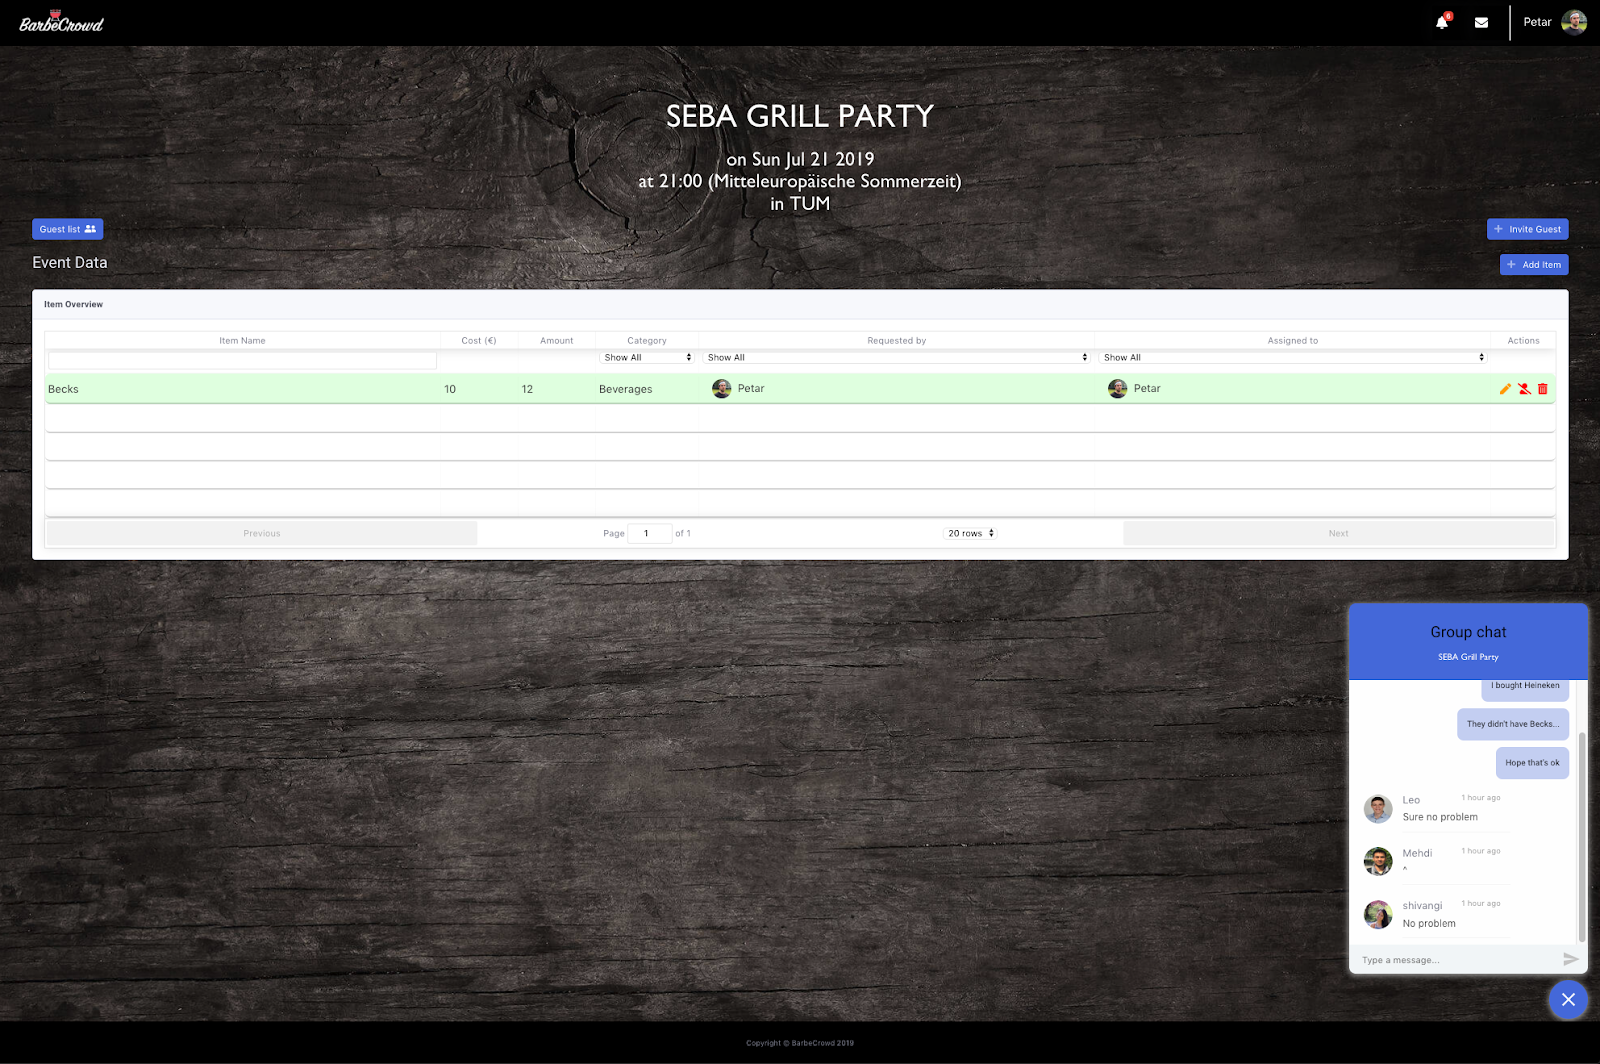 BarbeCrowd
6
Petar
SEBA GRILL PARTY
on Sun Jul 21 2019
at 21:00 (Mitteleuropäische Sommerzeit)
in TUM
Guest list
+ Invite Guest
Event Data
+ Add Item
Item Overview
Item Name Cost (€) Amount Category Requested by Assigned to Actions
Show All Show All Show All
Becks 10 12 Beverages Petar Petar
Previous Page 1 of 1 20 rows Next
Group chat
SEBA Grill Party
I bought Heineken
They didn't have Becks...
Hope that's ok
Leo 1 hour ago
Sure no problem
Mehdi 1 hour ago
^
shivangi 1 hour ago
No problem
Type a message...
Copyright © BarbeCrowd 2019